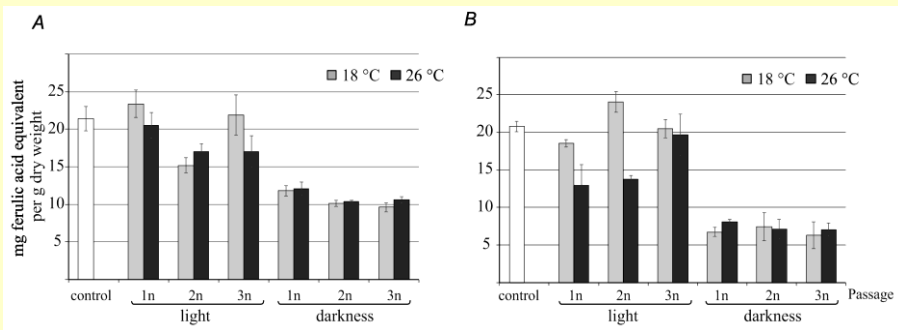 A
mg ferulic acid equivalent
per g dry weight
25
20
15
10
5
18 °C 26 °C
control 1n 2n 3n 1n 2n 3n
light darkness
B
25
20
15
10
5
18 °C 26 °C
control 1n 2n 3n 1n 2n 3n Passage
light darkness